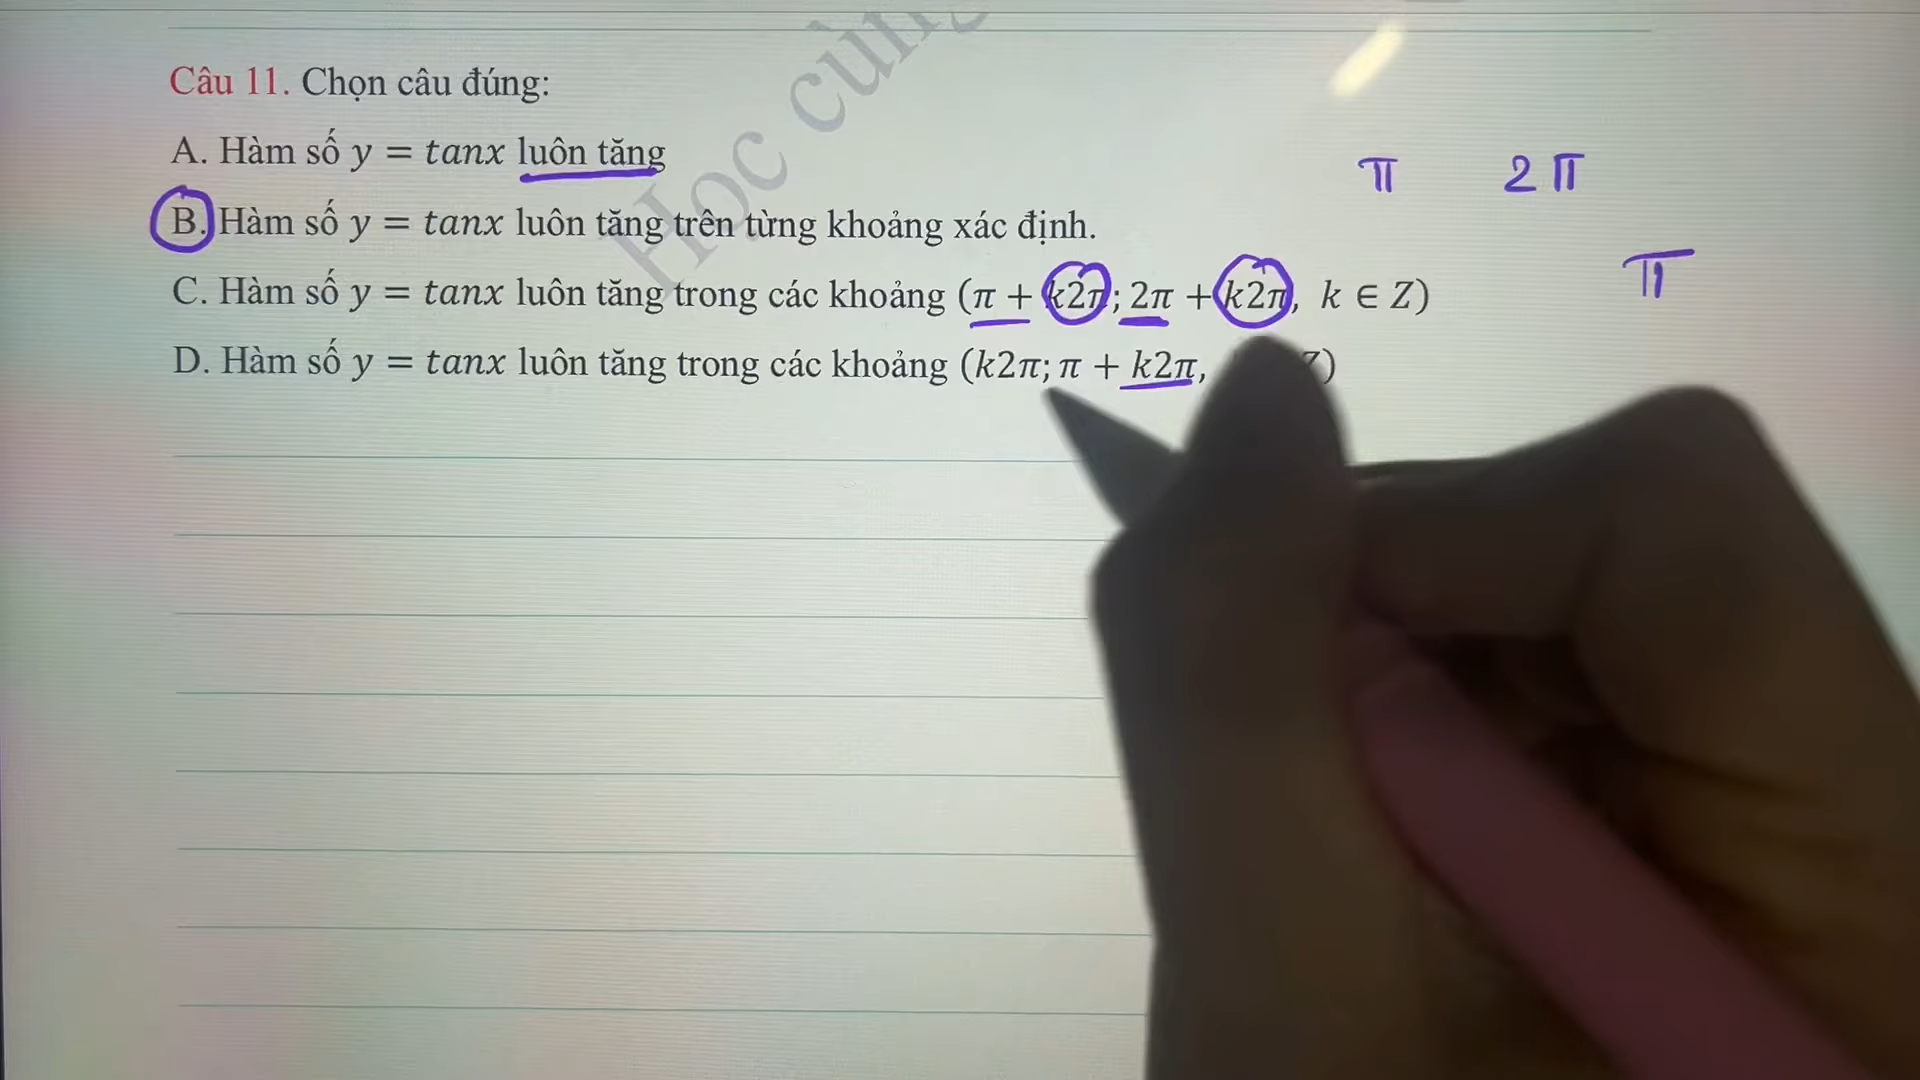 Học cùng
Câu 11. Chọn câu đúng:
A. Hàm số y = tanx luôn tăng
π 2π
B. Hàm số y = tanx luôn tăng trên từng khoảng xác định.
π
C. Hàm số y = tanx luôn tăng trong các khoảng (π + k2π; 2π + k2π, k ∈ Z)
D. Hàm số y = tanx luôn tăng trong các khoảng (k2π; π + k2π, Z)